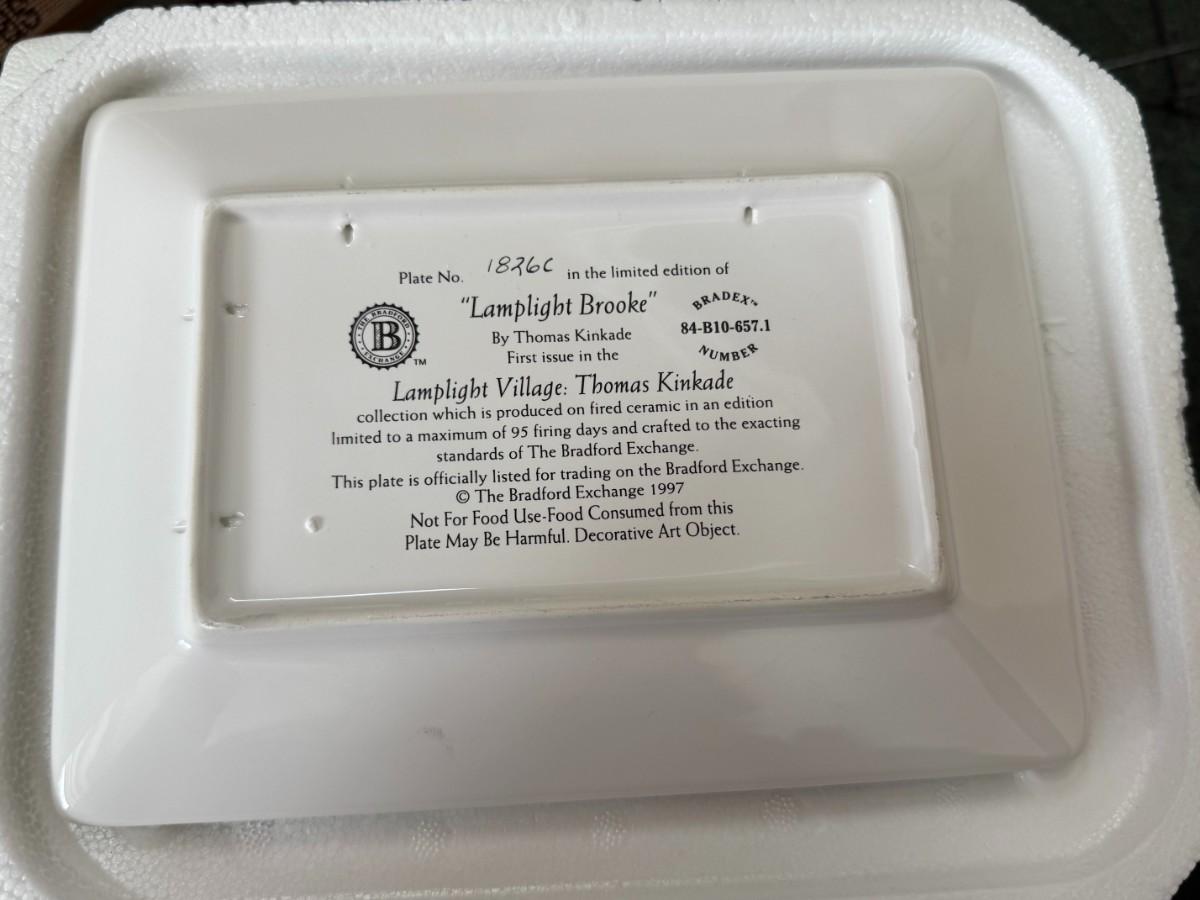 Plate No. 1826C in the limited edition of
"Lamplight Brooke"
By Thomas Kinkade
First issue in the
THE BRADFORD EXCHANGE
B
TM
BRADEX™
84-B10-657.1
NUMBER
Lamplight Village: Thomas Kinkade
collection which is produced on fired ceramic in an edition
limited to a maximum of 95 firing days and crafted to the exacting
standards of The Bradford Exchange.
This plate is officially listed for trading on the Bradford Exchange.
© The Bradford Exchange 1997
Not For Food Use-Food Consumed from this
Plate May Be Harmful. Decorative Art Object.